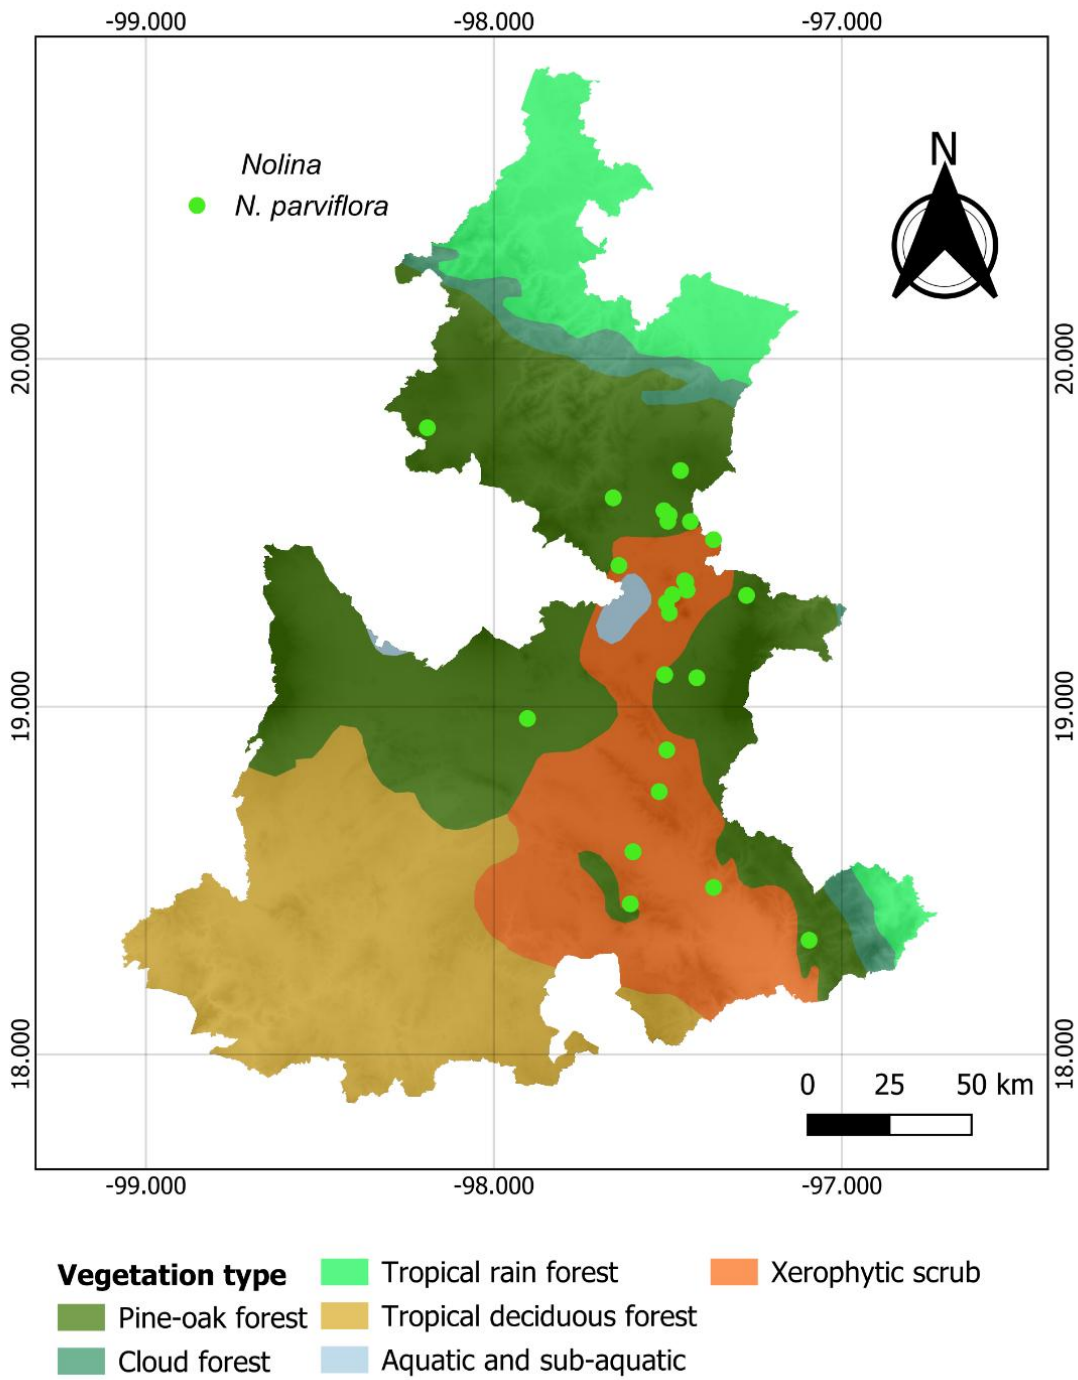 -99.000 -98.000 -97.000
Nolina
N. parviflora
N
20.000 20.000
19.000 19.000
18.000 18.000
0 25 50 km
-99.000 -98.000 -97.000
Vegetation type
Pine-oak forest
Cloud forest
Tropical rain forest
Tropical deciduous forest
Aquatic and sub-aquatic
Xerophytic scrub